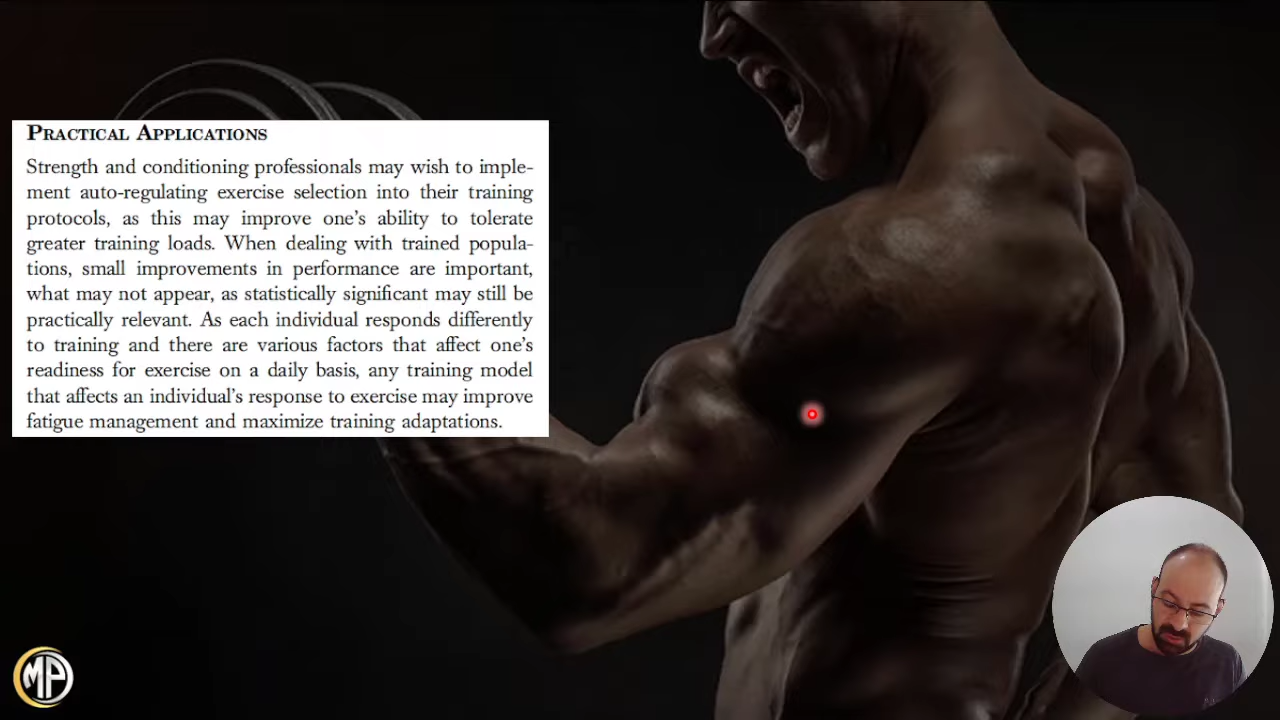 PRACTICAL APPLICATIONS
Strength and conditioning professionals may wish to imple-
ment auto-regulating exercise selection into their training
protocols, as this may improve one's ability to tolerate
greater training loads. When dealing with trained popula-
tions, small improvements in performance are important,
what may not appear, as statistically significant may still be
practically relevant. As each individual responds differently
to training and there are various factors that affect one's
readiness for exercise on a daily basis, any training model
that affects an individual's response to exercise may improve
fatigue management and maximize training adaptations.
MP